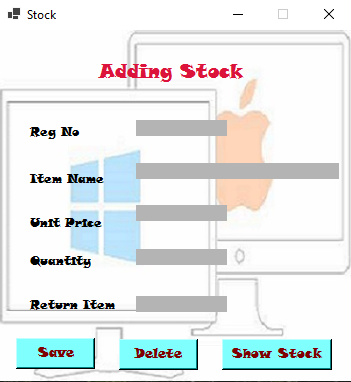 Stock
Adding Stock
Reg No
Item Name
Unit Price
Quantity
Return Item
Save
Delete
Show Stock